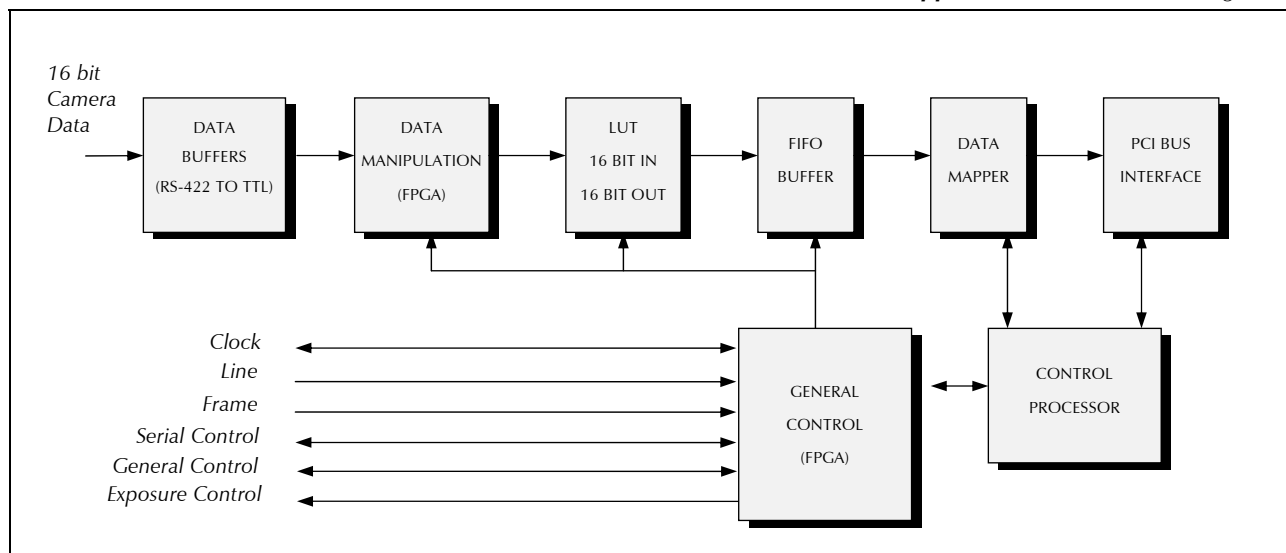 16 bit
Camera
Data
DATA
BUFFERS
(RS-422 TO TTL)
DATA
MANIPULATION
(FPGA)
LUT
16 BIT IN
16 BIT OUT
FIFO
BUFFER
DATA
MAPPER
PCI BUS
INTERFACE
Clock
Line
Frame
Serial Control
General Control
Exposure Control
GENERAL
CONTROL
(FPGA)
CONTROL
PROCESSOR